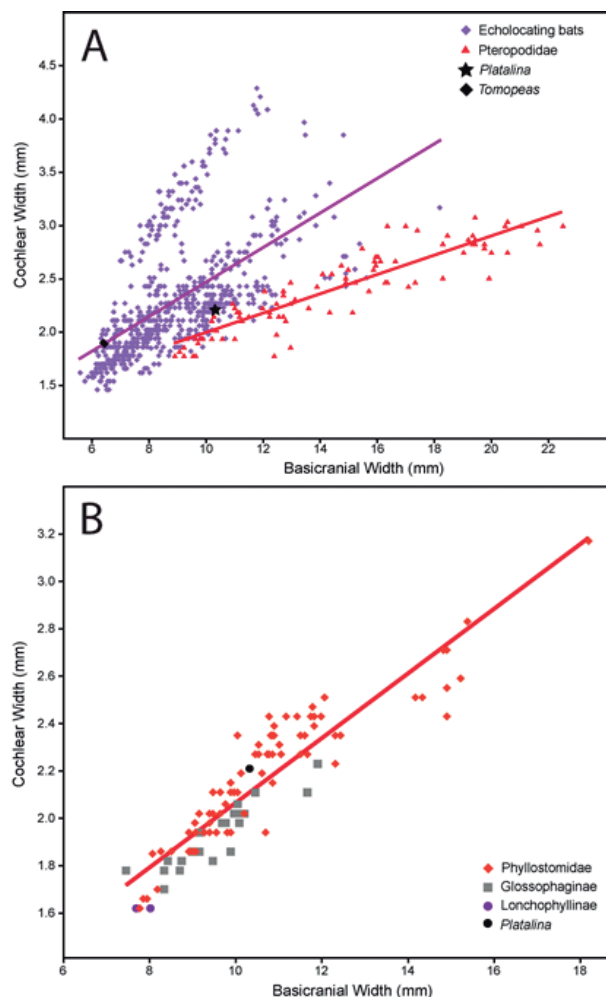 A
Echolocating bats
Pteropodidae
Platalina
Tomopeas
Cochlear Width (mm)
4.5
4.0
3.5
3.0
2.5
2.0
1.5
6 8 10 12 14 16 18 20 22
Basicranial Width (mm)
B
Cochlear Width (mm)
3.2
3.0
2.8
2.6
2.4
2.2
2.0
1.8
1.6
Phyllostomidae
Glossophaginae
Lonchophyllinae
Platalina
6 8 10 12 14 16 18
Basicranial Width (mm)